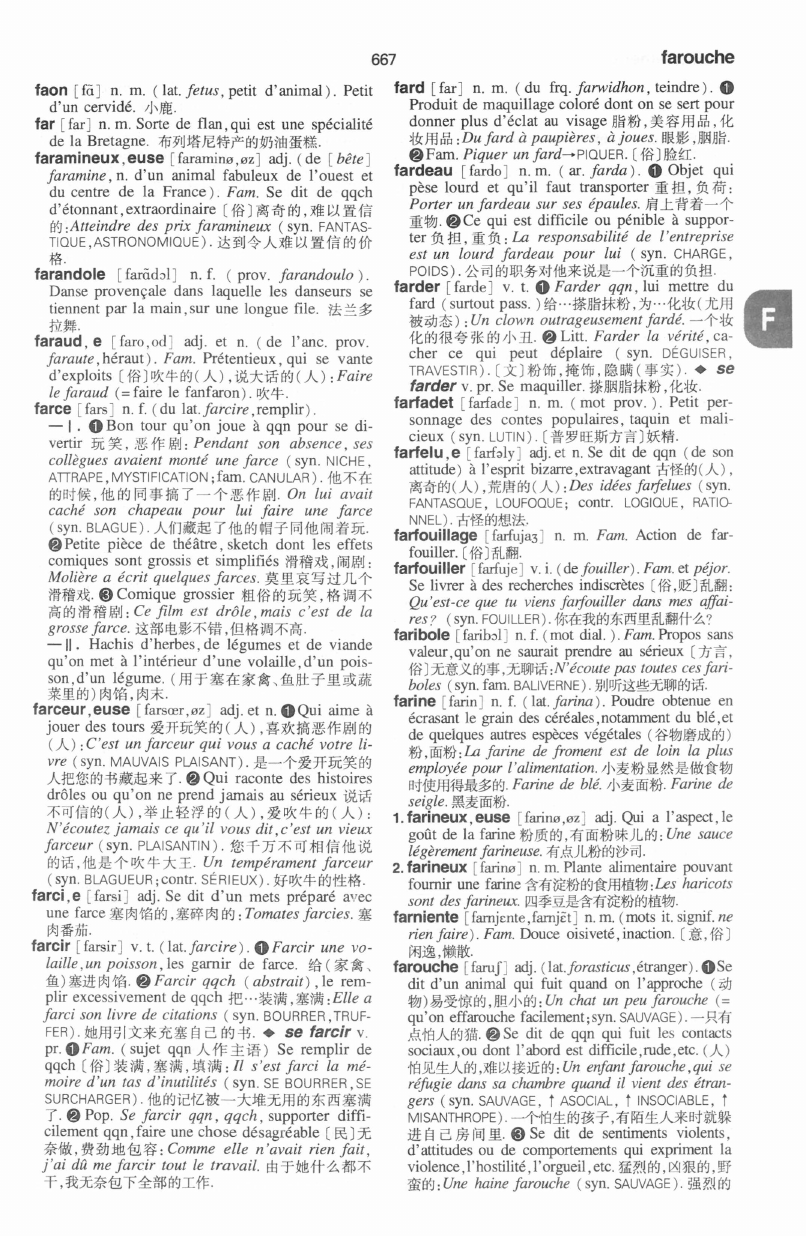 667
farouche
faon [fɑ̃] n. m. ( lat. fetus, petit d'animal). Petit
d'un cervidé. 小鹿.
far [far] n. m. Sorte de flan, qui est une spécialité
de la Bretagne. 布列塔尼特产的奶油蛋糕.
faramineux, euse [faraminø, øz] adj. (de [bête]
faramine, n. d'un animal fabuleux de l'ouest et
du centre de la France). Fam. Se dit de qqch
d'étonnant, extraordinaire [俗]离奇的,难以置信
的:Atteindre des prix faramineux ( syn. FANTAS-
TIQUE, ASTRONOMIQUE). 达到令人难以置信的价
格.
farandole [farɑ̃dɔl] n. f. ( prov. farandoulo ).
Danse provençale dans laquelle les danseurs se
tiennent par la main, sur une longue file. 法兰多
拉舞.
faraud, e [faro, od] adj. et n. ( de l'anc. prov.
faraute, héraut). Fam. Prétentieux, qui se vante
d'exploits [俗]吹牛的(人),说大话的(人):Faire
le faraud (= faire le fanfaron). 吹牛.
farce [fars] n. f. (du lat. farcire, remplir).
— I. ❶Bon tour qu'on joue à qqn pour se di-
vertir 玩笑, 恶作剧: Pendant son absence, ses
collègues avaient monté une farce ( syn. NICHE,
ATTRAPE, MYSTIFICATION; fam. CANULAR). 他不在
的时候,他的同事搞了一个恶作剧. On lui avait
caché son chapeau pour lui faire une farce
(syn. BLAGUE). 人们藏起了他的帽子同他闹着玩.
❷Petite pièce de théâtre, sketch dont les effets
comiques sont grossis et simplifiés 滑稽戏,闹剧:
Molière a écrit quelques farces. 莫里哀写过几个
滑稽戏. ❸ Comique grossier 粗俗的玩笑,格调不
高的滑稽剧: Ce film est drôle, mais c'est de la
grosse farce. 这部电影不错,但格调不高.
— II. Hachis d'herbes, de légumes et de viande
qu'on met à l'intérieur d'une volaille, d'un pois-
son, d'un légume. (用于塞在家禽、鱼肚子里或蔬
菜里的)肉馅,肉末.
farceur, euse [farsœr, øz] adj. et n. ❶Qui aime à
jouer des tours 爱开玩笑的(人),喜欢搞恶作剧的
(人):C'est un farceur qui vous a caché votre li-
vre (syn. MAUVAIS PLAISANT). 是一个爱开玩笑的
人把您的书藏起来了. ❷Qui raconte des histoires
drôles ou qu'on ne prend jamais au sérieux 说话
不可信的(人),举止轻浮的(人),爱吹牛的(人):
N'écoutez jamais ce qu'il vous dit, c'est un vieux
farceur (syn. PLAISANTIN). 您千万不可相信他说
的话,他是个吹牛大王. Un tempérament farceur
(syn. BLAGUEUR; contr. SÉRIEUX). 好吹牛的性格.
farci, e [farsi] adj. Se dit d'un mets préparé avec
une farce 塞肉馅的,塞碎肉的:Tomates farcies. 塞
肉番茄.
farcir [farsir] v. t. (lat. farcire). ❶Farcir une vo-
laille, un poisson, les garnir de farce. 给(家禽、
鱼)塞进肉馅. ❷ Farcir qqch (abstrait), le rem-
plir excessivement de qqch 把…装满,塞满:Elle a
farci son livre de citations (syn. BOURRER, TRUF-
FER). 她用引文来充塞自己的书. ◆ se farcir v.
pr. ❶Fam. ( sujet qqn 人作主语) Se remplir de
qqch [俗]装满,塞满,填满: Il s'est farci la mé-
moire d'un tas d'inutilités (syn. SE BOURRER, SE
SURCHARGER). 他的记忆被一大堆无用的东西塞满
了. ❷ Pop. Se farcir qqn, qqch, supporter diffi-
cilement qqn, faire une chose désagréable [民]无
奈做,费劲地包容: Comme elle n'avait rien fait,
j'ai dû me farcir tout le travail. 由于她什么都不
干,我无奈包下全部的工作.
fard [far] n. m. ( du frq. farwidhon, teindre). ❶
Produit de maquillage coloré dont on se sert pour
donner plus d'éclat au visage 脂粉,美容用品,化
妆用品:Du fard à paupières, à joues. 眼影,胭脂.
❷Fam. Piquer un fard→PIQUER. [俗]脸红.
fardeau [fardo] n. m. ( ar. farda). ❶ Objet qui
pèse lourd et qu'il faut transporter 重担,负荷:
Porter un fardeau sur ses épaules. 肩上背着一个
重物. ❷Ce qui est difficile ou pénible à suppor-
ter 负担,重负: La responsabilité de l'entreprise
est un lourd fardeau pour lui ( syn. CHARGE,
POIDS). 公司的职务对他来说是一个沉重的负担.
farder [farde] v. t. ❶ Farder qqn, lui mettre du
fard (surtout pass.)给…搽脂抹粉,为…化妆(尤用
被动态):Un clown outrageusement fardé. 一个妆
化的很夸张的小丑. ❷ Litt. Farder la vérité, ca-
cher ce qui peut déplaire ( syn. DÉGUISER,
TRAVESTIR). [文]粉饰,掩饰,隐瞒(事实). ◆ se
farder v. pr. Se maquiller. 搽胭脂抹粉,化妆.
farfadet [farfadɛ] n. m. ( mot prov. ). Petit per-
sonnage des contes populaires, taquin et mali-
cieux (syn. LUTIN). [普罗旺斯方言]妖精.
farfelu, e [farfəly] adj. et n. Se dit de qqn (de son
attitude) à l'esprit bizarre, extravagant 古怪的(人),
离奇的(人),荒唐的(人):Des idées farfelues (syn.
FANTASQUE, LOUFOQUE; contr. LOGIQUE, RATIO-
NNEL). 古怪的想法.
farfouillage [farfujaʒ] n. m. Fam. Action de far-
fouiller. [俗]乱翻.
farfouiller [farfuje] v. i. (de fouiller). Fam. et péjor.
Se livrer à des recherches indiscrètes [俗,贬]乱翻:
Qu'est-ce que tu viens farfouiller dans mes affai-
res? (syn. FOUILLER). 你在我的东西里乱翻什么?
faribole [faribɔl] n. f. (mot dial.). Fam. Propos sans
valeur, qu'on ne saurait prendre au sérieux [方言,
俗]无意义的事,无聊话:N'écoute pas toutes ces fari-
boles (syn. fam. BALIVERNE). 别听这些无聊的话.
farine [farin] n. f. ( lat. farina). Poudre obtenue en
écrasant le grain des céréales, notamment du blé, et
de quelques autres espèces végétales (谷物磨成的)
粉,面粉:La farine de froment est de loin la plus
employée pour l'alimentation. 小麦粉显然是做食物
时使用得最多的. Farine de blé. 小麦面粉. Farine de
seigle. 黑麦面粉.
1. farineux, euse [farinø, øz] adj. Qui a l'aspect, le
goût de la farine 粉质的,有面粉味儿的: Une sauce
légèrement farineuse. 有点儿粉的沙司.
2. farineux [farinø] n. m. Plante alimentaire pouvant
fournir une farine 含有淀粉的食用植物:Les haricots
sont des farineux. 四季豆是含有淀粉的植物.
farniente [farnjente, farnjɛ̃t] n. m. (mots it. signif. ne
rien faire). Fam. Douce oisiveté, inaction. [意,俗]
闲逸,懒散.
farouche [faruʃ] adj. (lat. forasticus, étranger). ❶Se
dit d'un animal qui fuit quand on l'approche (动
物)易受惊的,胆小的: Un chat un peu farouche (=
qu'on effarouche facilement; syn. SAUVAGE). 一只有
点怕人的猫. ❷ Se dit de qqn qui fuit les contacts
sociaux, ou dont l'abord est difficile, rude, etc. (人)
怕见生人的,难以接近的: Un enfant farouche, qui se
réfugie dans sa chambre quand il vient des étran-
gers (syn. SAUVAGE, ↑ ASOCIAL, ↑ INSOCIABLE, ↑
MISANTHROPE). 一个怕生的孩子,有陌生人来时就躲
进自己房间里. ❸ Se dit de sentiments violents,
d'attitudes ou de comportements qui expriment la
violence, l'hostilité, l'orgueil, etc. 猛烈的,凶狠的,野
蛮的: Une haine farouche (syn. SAUVAGE). 强烈的
F